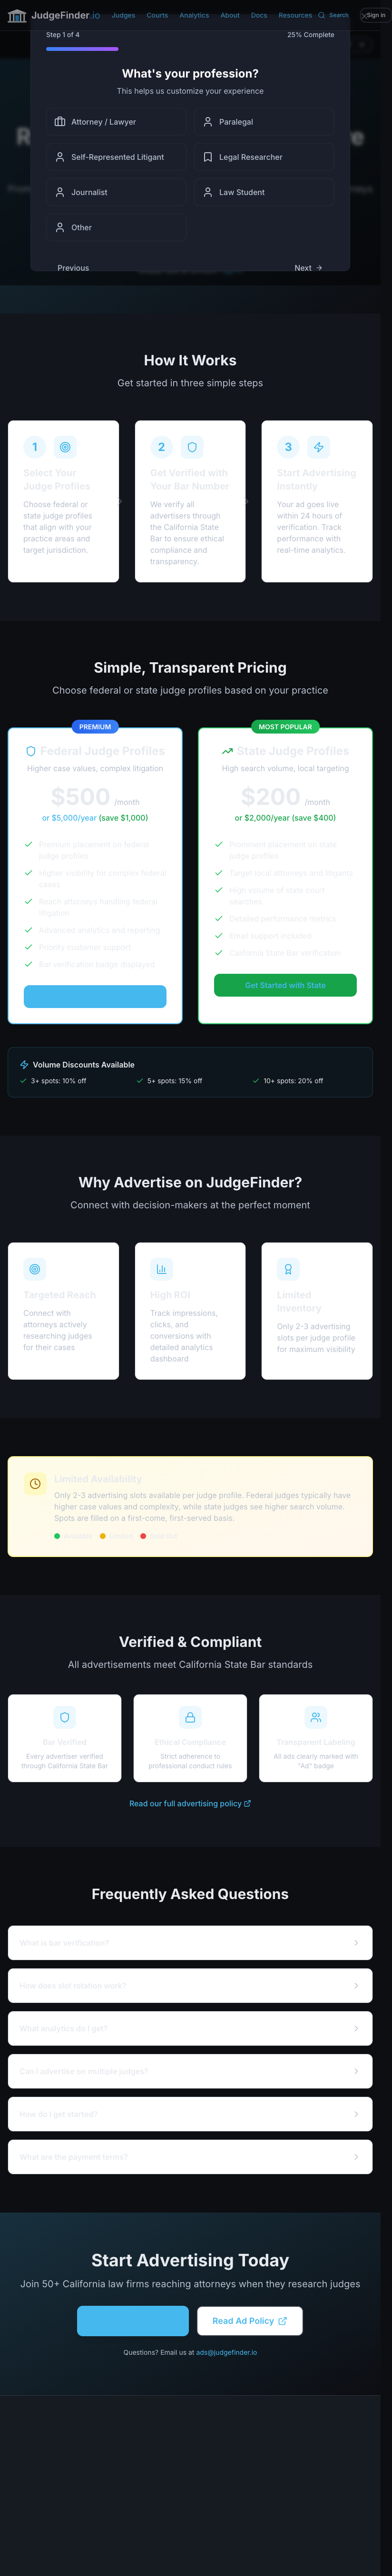 JudgeFinder.io
Judges
Courts
Analytics
About
Docs
Resources
Search
Sign in
Step 1 of 4
25% Complete
What's your profession?
This helps us customize your experience
Attorney / Lawyer
Paralegal
Self-Represented Litigant
Legal Researcher
Journalist
Law Student
Other
Previous
Next
How It Works
Get started in three simple steps
1
Select Your
Judge Profiles
Choose federal or
state judge profiles
that align with your
practice areas and
target jurisdiction.
2
Get Verified with
Your Bar Number
We verify all
advertisers through
the California State
Bar to ensure ethical
compliance and
transparency.
3
Start Advertising
Instantly
Your ad goes live
within 24 hours of
verification. Track
performance with
real-time analytics.
Simple, Transparent Pricing
Choose federal or state judge profiles based on your practice
PREMIUM
Federal Judge Profiles
Higher case values, complex litigation
$500 /month
or $5,000/year (save $1,000)
Premium placement on federal
judge profiles
Higher visibility for complex federal
cases
Reach attorneys handling federal
litigation
Advanced analytics and reporting
Priority customer support
Bar verification badge displayed
MOST POPULAR
State Judge Profiles
High search volume, local targeting
$200 /month
or $2,000/year (save $400)
Prominent placement on state
judge profiles
Target local attorneys and litigants
High volume of state court
searches
Detailed performance metrics
Email support included
California State Bar verification
Get Started with State
Volume Discounts Available
3+ spots: 10% off
5+ spots: 15% off
10+ spots: 20% off
Why Advertise on JudgeFinder?
Connect with decision-makers at the perfect moment
Targeted Reach
Connect with
attorneys actively
researching judges
for their cases
High ROI
Track impressions,
clicks, and
conversions with
detailed analytics
dashboard
Limited
Inventory
Only 2-3 advertising
slots per judge profile
for maximum visibility
Limited Availability
Only 2-3 advertising slots available per judge profile. Federal judges typically have
higher case values and complexity, while state judges see higher search volume.
Spots are filled on a first-come, first-served basis.
Verified & Compliant
All advertisements meet California State Bar standards
Bar Verified
Every advertiser verified
through California State Bar
Ethical Compliance
Strict adherence to
professional conduct rules
Transparent Labeling
All ads clearly marked with
"Ad" badge
Read our full advertising policy
Frequently Asked Questions
What is bar verification?
How does slot rotation work?
What analytics do I get?
Can I advertise on multiple judges?
How do I get started?
What are the payment terms?
Start Advertising Today
Join 50+ California law firms reaching attorneys when they research judges
Read Ad Policy
Questions? Email us at ads@judgefinder.io